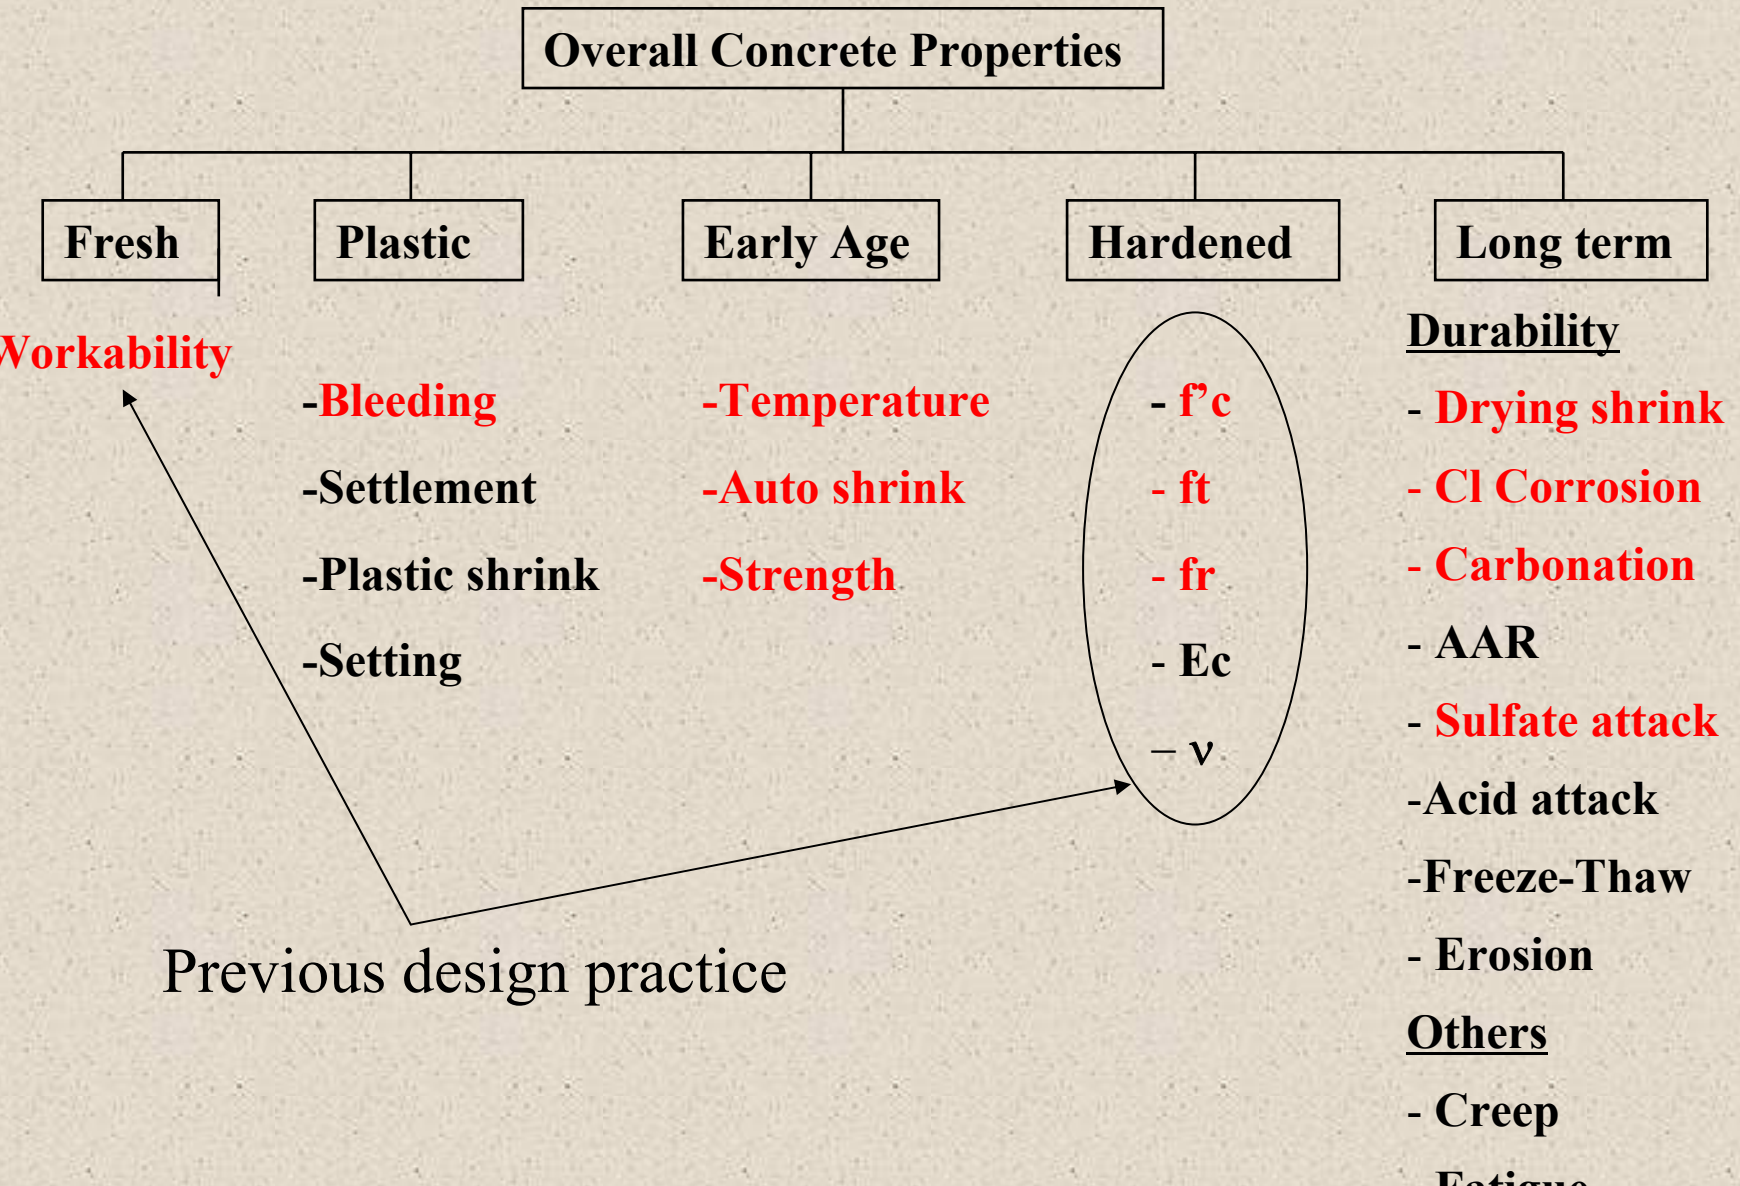 Overall Concrete Properties
Fresh
Plastic
Early Age
Hardened
Long term
Workability
-Bleeding
-Settlement
-Plastic shrink
-Setting
-Temperature
-Auto shrink
-Strength
- f’c
- ft
- fr
- Ec
– ν
Durability
- Drying shrink
- Cl Corrosion
- Carbonation
- AAR
- Sulfate attack
-Acid attack
-Freeze-Thaw
- Erosion
Others
- Creep
- Fatigue
Previous design practice